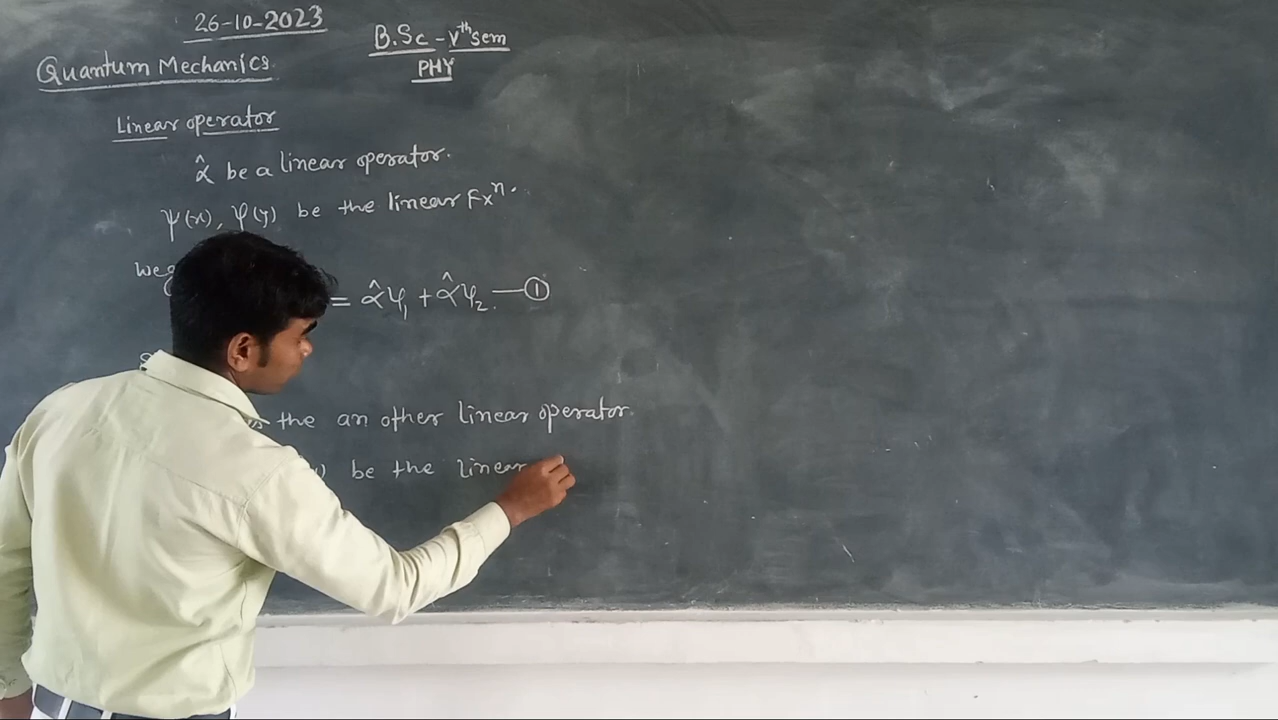 26-10-2023
B.Sc - Vth sem
PHY
Quantum Mechanics
Linear operator
α̂ be a linear operator.
ψ(x), ψ(y) be the linear Fxⁿ.
We
= α̂ψ₁ + α̂ψ₂ — ①
the an other linear operator.
be the linear